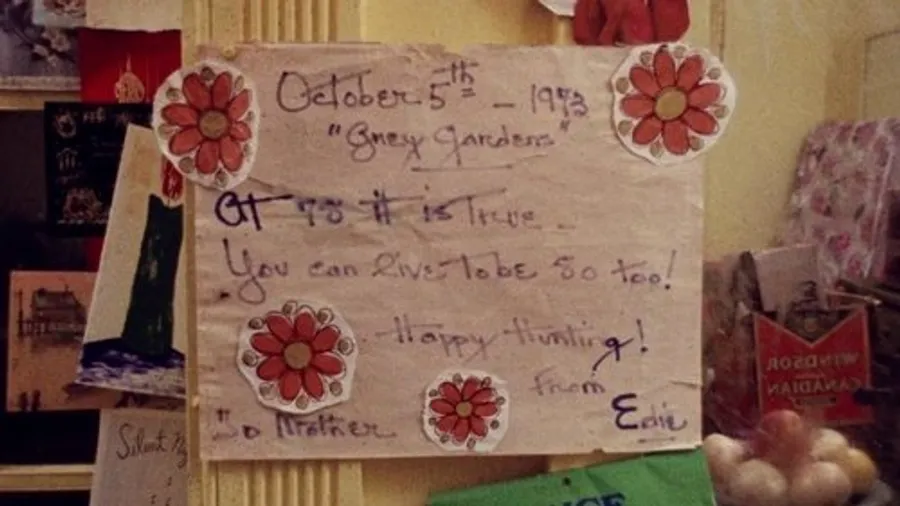 October 5th - 1973
"Grey Gardens"
At 78 it is True -
You can live to be 80 too!
Happy Hunting!
From
Edie
To Mother
Silent
WINDSOR
CANADIAN